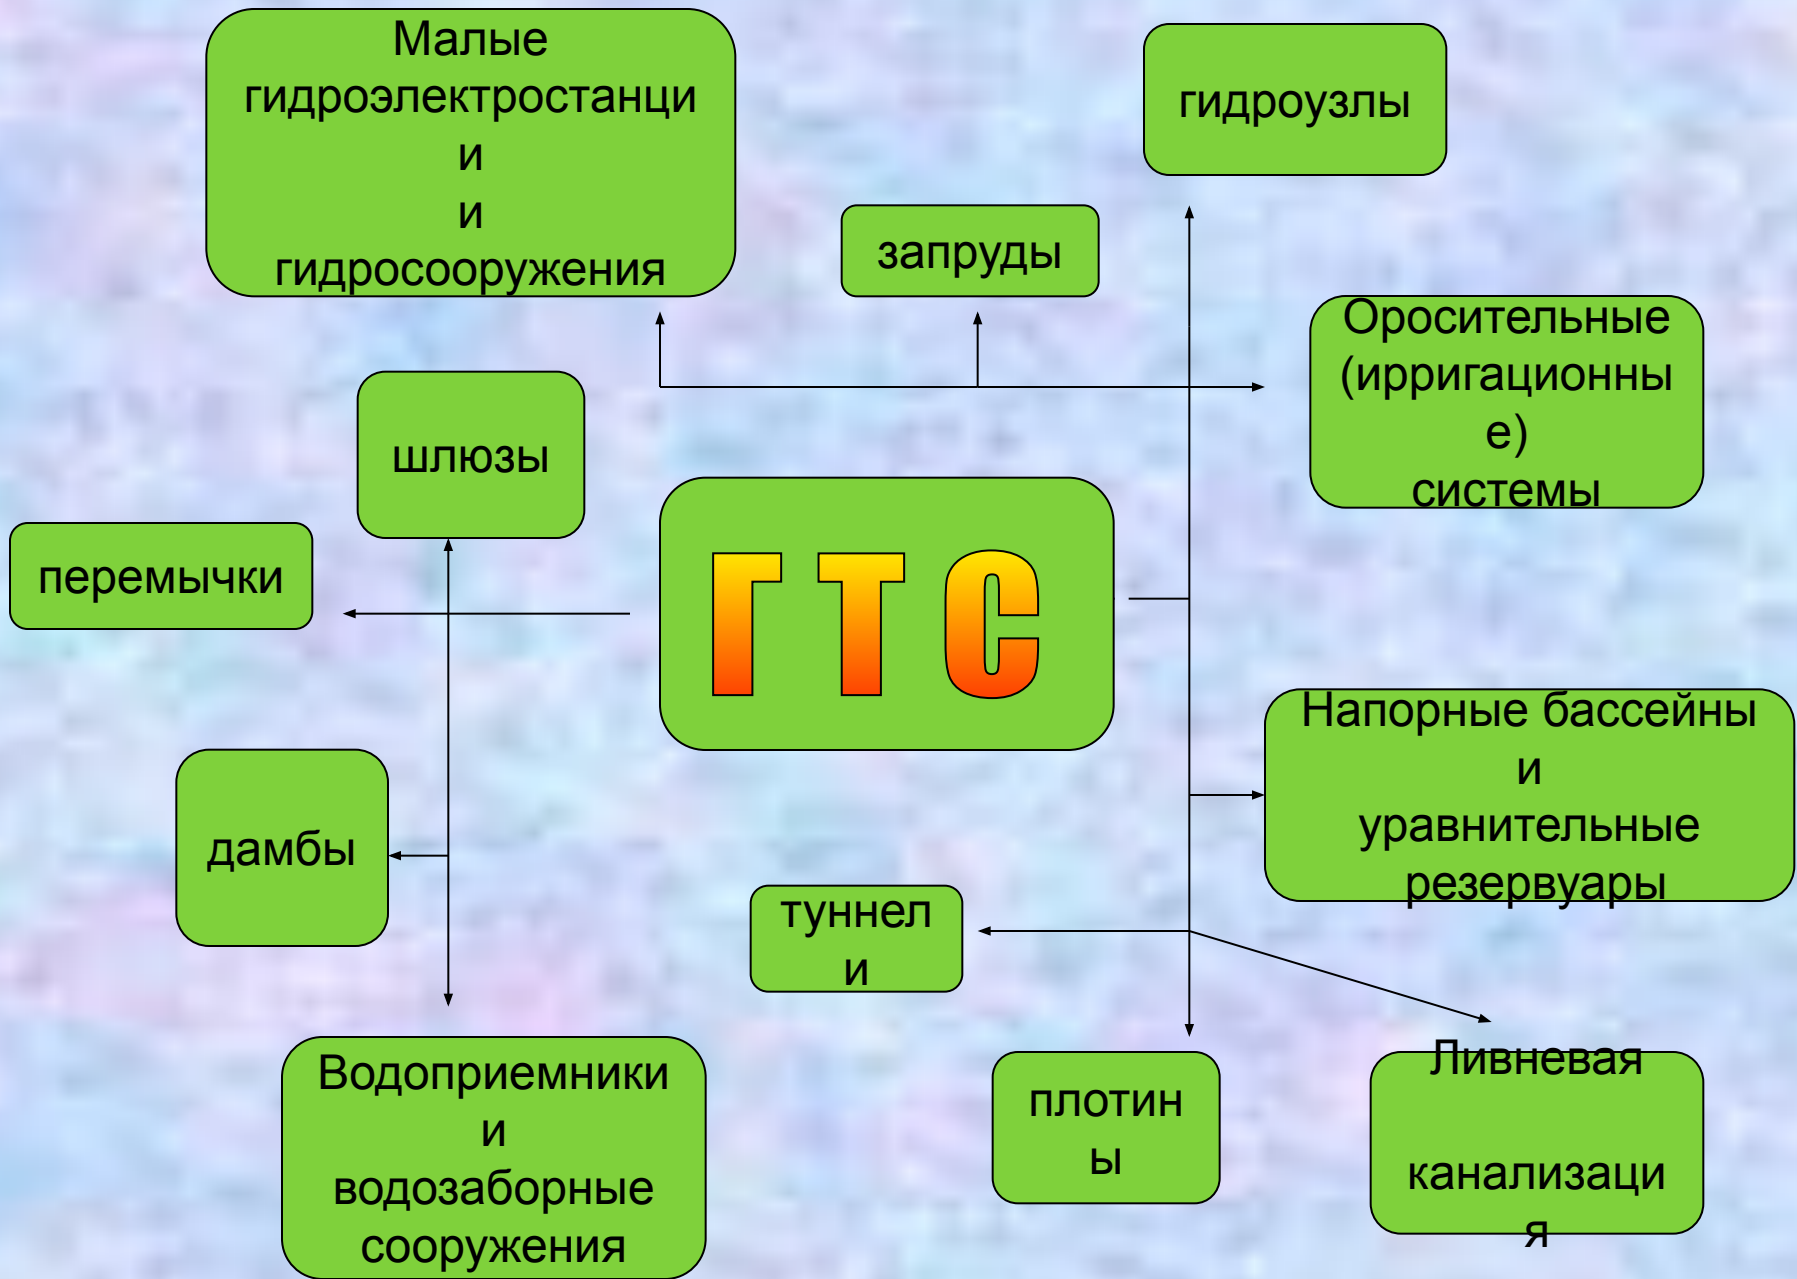 Малые
гидроэлектростанци
и
и
гидросооружения
гидроузлы
запруды
Оросительные
(ирригационны
е)
системы
шлюзы
перемычки
ГТС
Напорные бассейны
и
уравнительные
резервуары
дамбы
туннел
и
Водоприемники
и
водозаборные
сооружения
плотин
ы
Ливневая
канализаци
я